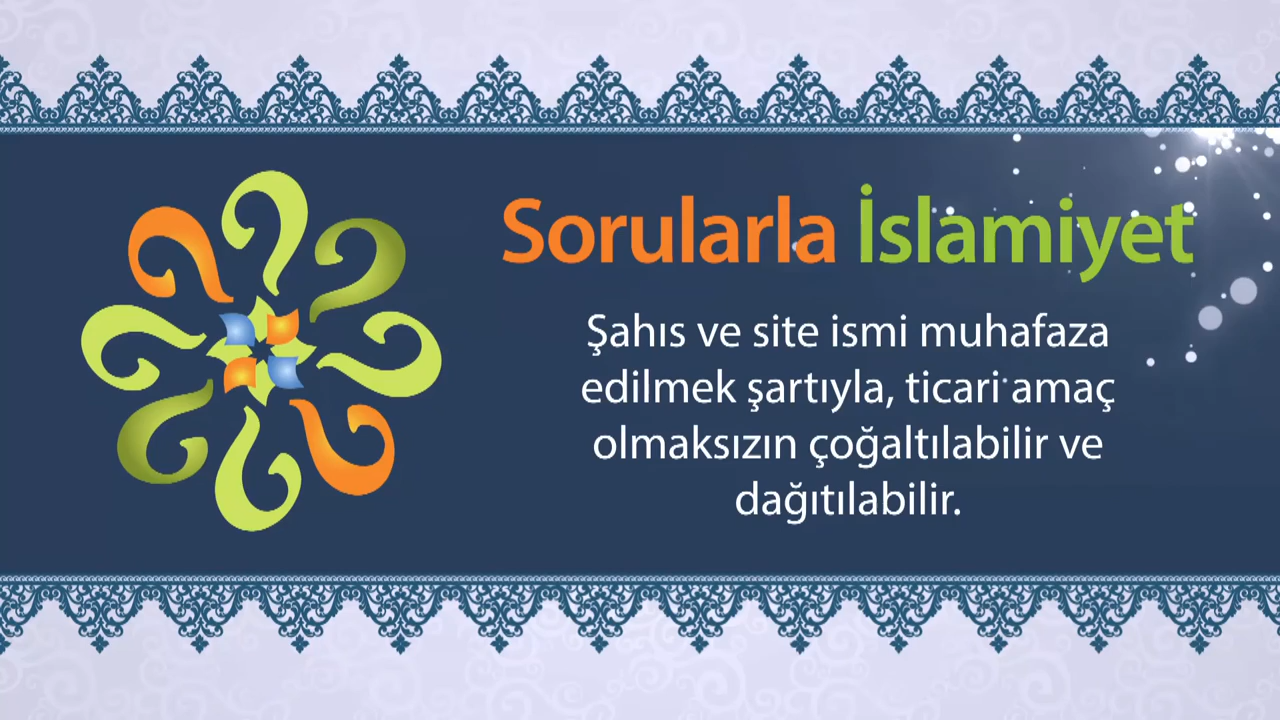 Sorularla İslamiyet
Şahıs ve site ismi muhafaza
edilmek şartıyla, ticari amaç
olmaksızın çoğaltılabilir ve
dağıtılabilir.